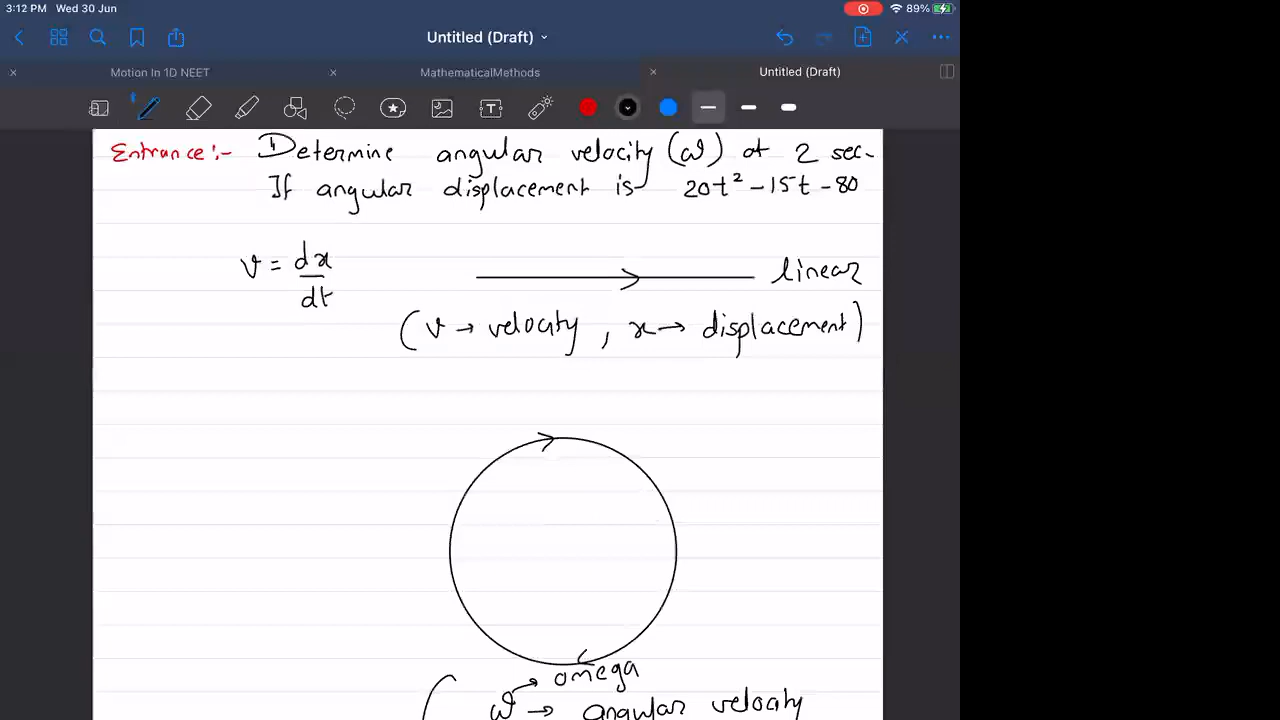 3:12 PM Wed 30 Jun 89%
Untitled (Draft)
Motion In 1D NEET MathematicalMethods Untitled (Draft)
Entrance:- Determine angular velocity (ω) at 2 sec.
If angular displacement is 20t² -15t -80
v = dx/dt
linear
(v → velocity, x → displacement)
→ omega
( ω → angular velocity